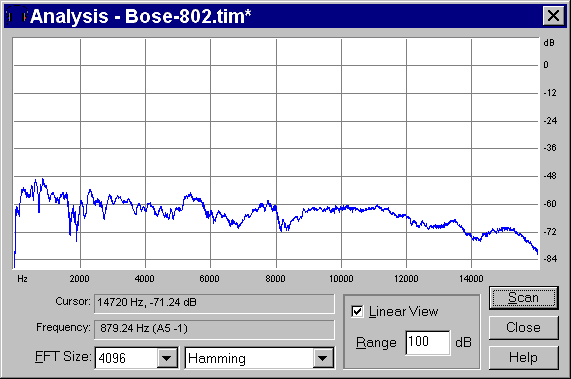 Analysis - Bose-802.tim*
dB
0
-12
-24
-36
-48
-60
-72
-84
Hz 2000 4000 6000 8000 10000 12000 14000
Cursor: 14720 Hz, -71.24 dB
Frequency: 879.24 Hz (A5 -1)
FFT Size: 4096 Hamming
Linear View
Range 100 dB
Scan
Close
Help